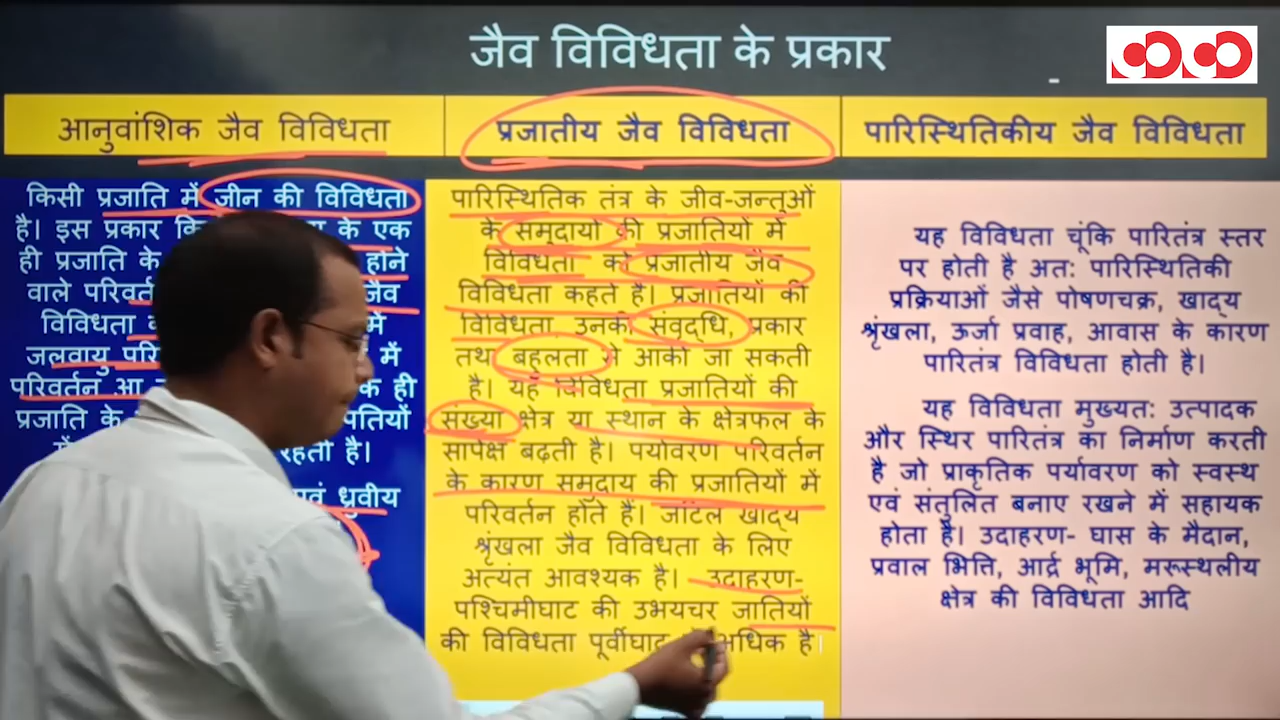 जैव विविधता के प्रकार
आनुवांशिक जैव विविधता
प्रजातीय जैव विविधता
पारिस्थितिकीय जैव विविधता
किसी प्रजाति में जीन की विविधता
है। इस प्रकार के एक
ही प्रजाति के होने
वाले जैव
विविधता में
जलवायु में
परिवर्तन आ ही
प्रजाति के
रहती है।
एवं ध्रुवीय
पारिस्थितिक तंत्र के जीव-जन्तुओं
के समुदायों की प्रजातियों में
विविधता को प्रजातीय जैव
विविधता कहते है। प्रजातियों की
विविधता उनकी संवृद्धि, प्रकार
तथा बहुलता से आंकी जा सकती
है। यह विविधता प्रजातियों की
संख्या क्षेत्र या स्थान के क्षेत्रफल के
सापेक्ष बढ़ती है। पर्यावरण परिवर्तन
के कारण समुदाय की प्रजातियों में
परिवर्तन होते हैं। जटिल खाद्य
श्रृंखला जैव विविधता के लिए
अत्यंत आवश्यक है। उदाहरण-
पश्चिमीघाट की उभयचर जातियों
की विविधता पूर्वीघाट अधिक है।
यह विविधता चूंकि पारितंत्र स्तर
पर होती है अतः पारिस्थितिकी
प्रक्रियाओं जैसे पोषणचक्र, खाद्य
श्रृंखला, ऊर्जा प्रवाह, आवास के कारण
पारितंत्र विविधता होती है।
यह विविधता मुख्यतः उत्पादक
और स्थिर पारितंत्र का निर्माण करती
है जो प्राकृतिक पर्यावरण को स्वस्थ
एवं संतुलित बनाए रखने में सहायक
होता है। उदाहरण- घास के मैदान,
प्रवाल भित्ति, आर्द्र भूमि, मरूस्थलीय
क्षेत्र की विविधता आदि